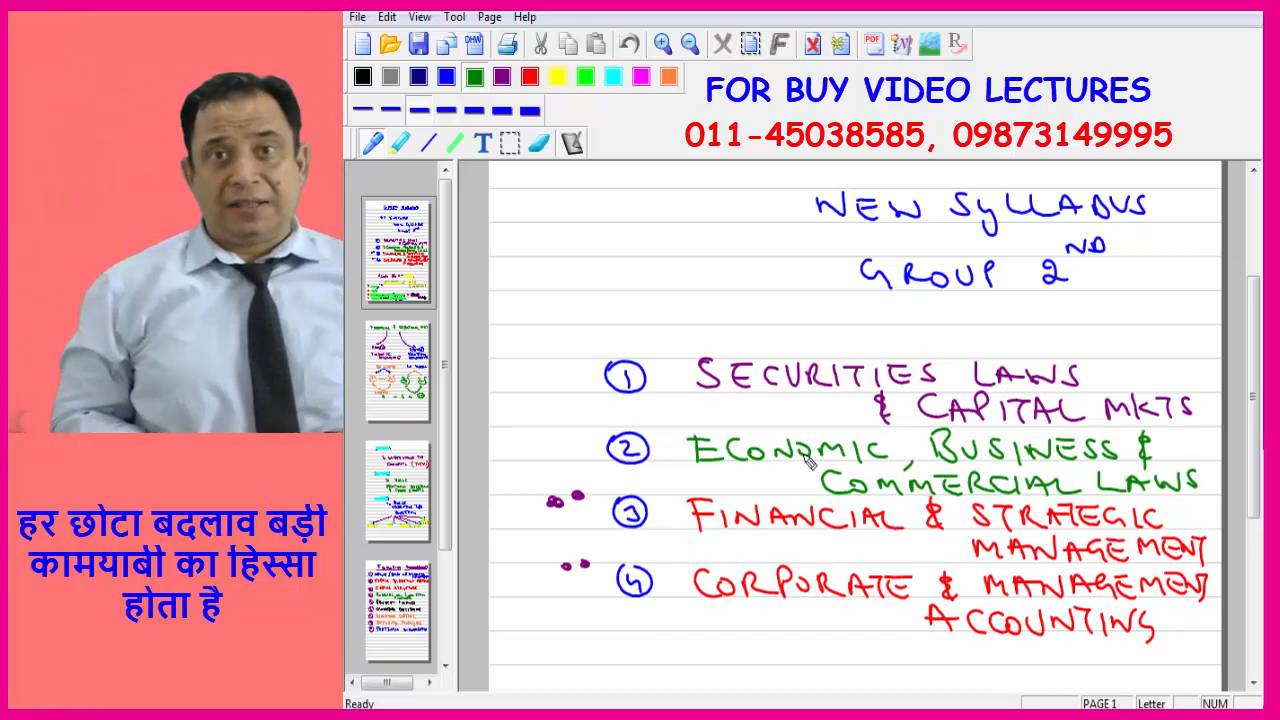 File Edit View Tool Page Help
DHW
PDF
FOR BUY VIDEO LECTURES
011-45038585, 09873149995
NEW SYLLABUS
GROUP 2ND
1 SECURITIES LAWS
& CAPITAL MKTS
2 ECONOMIC, BUSINESS &
COMMERCIAL LAWS
3 FINANCIAL & STRATEGIC
MANAGEMENT
4 CORPORATE & MANAGEMENT
ACCOUNTING
हर छोटा बदलाव बड़ी
कामयाबी का हिस्सा
होता है
Ready PAGE 1 Letter NUM